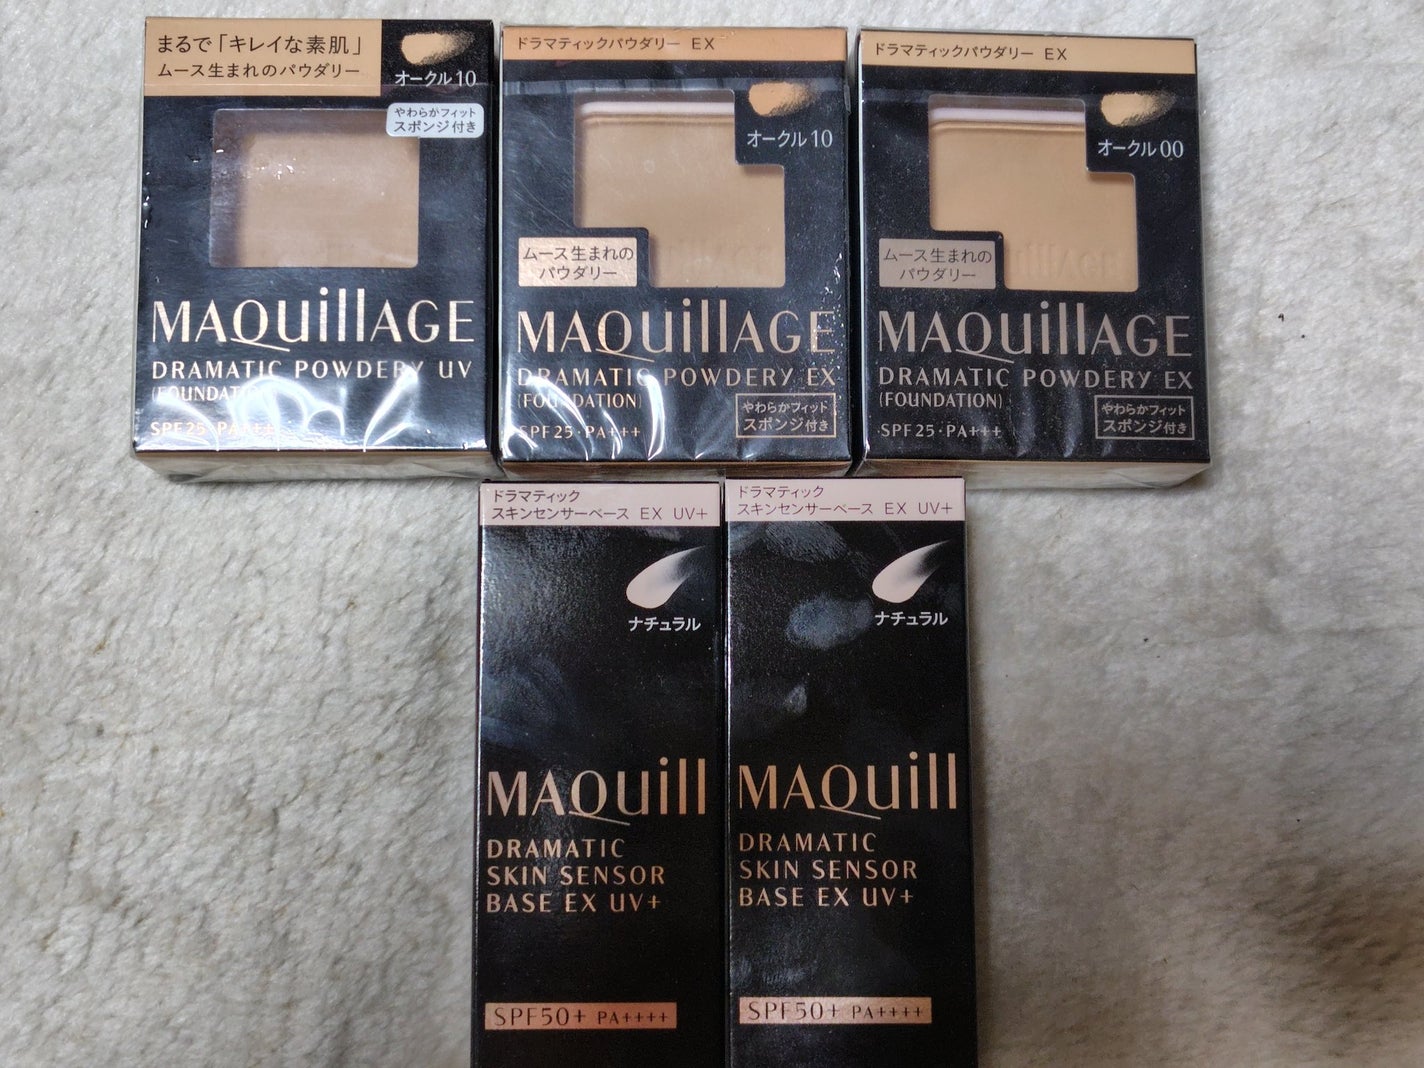 まるで「キレイな素肌」
ムース生まれのパウダリー
オークル10
やわらかフィット
スポンジ付き
MAQuillAGE
DRAMATIC POWDERY UV
(FOUNDATION)
SPF25・PA+++
ドラマティックパウダリー EX
オークル10
ムース生まれの
パウダリー
MAQuillAGE
DRAMATIC POWDERY EX
(FOUNDATION)
SPF25・PA+++
やわらかフィット
スポンジ付き
ドラマティックパウダリー EX
オークル00
ムース生まれの
パウダリー
MAQuillAGE
DRAMATIC POWDERY EX
(FOUNDATION)
SPF25・PA+++
やわらかフィット
スポンジ付き
ドラマティック
スキンセンサーベース EX UV+
ナチュラル
MAQuill
DRAMATIC
SKIN SENSOR
BASE EX UV+
SPF50+ PA++++
ドラマティック
スキンセンサーベース EX UV+
ナチュラル
MAQuill
DRAMATIC
SKIN SENSOR
BASE EX UV+
SPF50+ PA++++